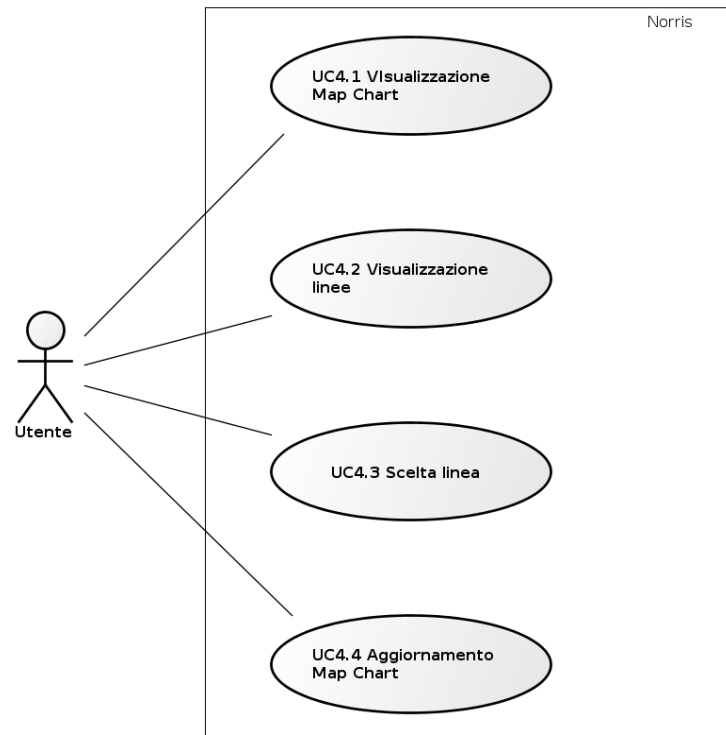 Norris
UC4.1 VIsualizzazione
Map Chart
UC4.2 Visualizzazione
linee
Utente
UC4.3 Scelta linea
UC4.4 Aggiornamento
Map Chart